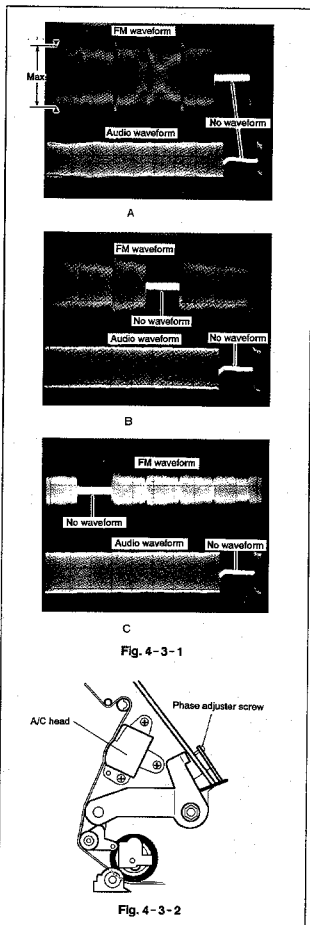 FM waveform
Max
No waveform
Audio waveform
A
FM waveform
No waveform
Audio waveform
No waveform
B
FM waveform
No waveform
Audio waveform
No waveform
C
Fig. 4-3-1
Phase adjuster screw
A/C head
Fig. 4-3-2